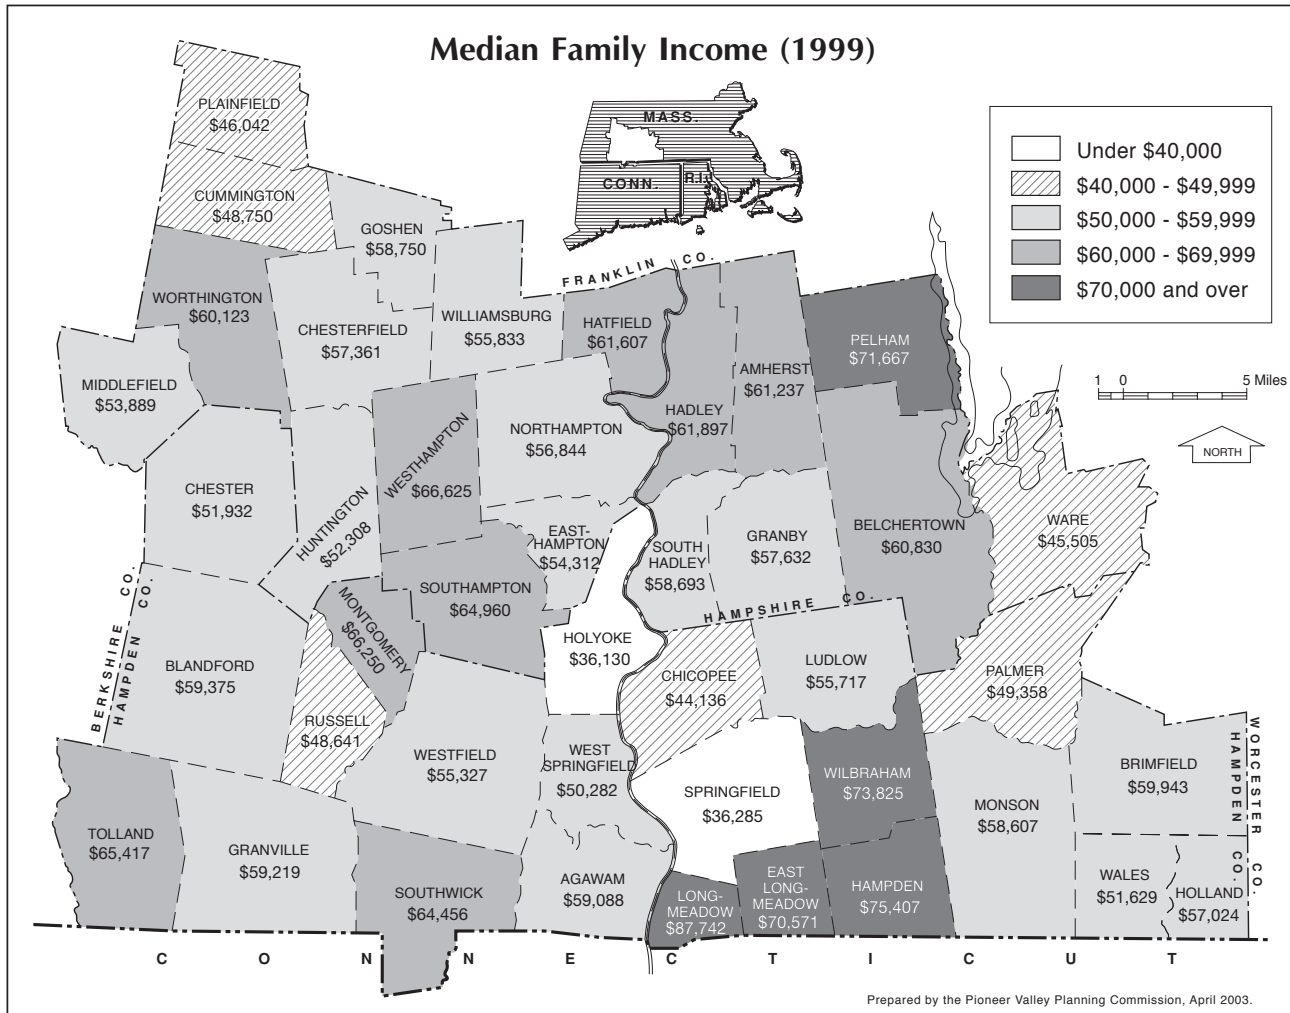 Median Family Income (1999)
MASS.
CONN.
R.I.
Under $40,000
$40,000 - $49,999
$50,000 - $59,999
$60,000 - $69,999
$70,000 and over
1 0 5 Miles
NORTH
PLAINFIELD
$46,042
CUMMINGTON
$48,750
GOSHEN
$58,750
FRANKLIN CO.
WORTHINGTON
$60,123
CHESTERFIELD
$57,361
WILLIAMSBURG
$55,833
HATFIELD
$61,607
PELHAM
$71,667
AMHERST
$61,237
MIDDLEFIELD
$53,889
HADLEY
$61,897
NORTHAMPTON
$56,844
WESTHAMPTON
$66,625
CHESTER
$51,932
HUNTINGTON
$52,308
EAST-
HAMPTON
$54,312
SOUTH
HADLEY
$58,693
GRANBY
$57,632
BELCHERTOWN
$60,830
WARE
$45,505
SOUTHAMPTON
$64,960
MONTGOMERY
$66,250
HAMPSHIRE CO.
BERKSHIRE CO.
HAMPDEN CO.
HOLYOKE
$36,130
BLANDFORD
$59,375
CHICOPEE
$44,136
LUDLOW
$55,717
PALMER
$49,358
RUSSELL
$48,641
WESTFIELD
$55,327
WEST
SPRINGFIELD
$50,282
SPRINGFIELD
$36,285
WILBRAHAM
$73,825
MONSON
$58,607
BRIMFIELD
$59,943
HAMPDEN CO.
WORCESTER CO.
TOLLAND
$65,417
GRANVILLE
$59,219
SOUTHWICK
$64,456
AGAWAM
$59,088
LONG-
MEADOW
$87,742
EAST
LONG-
MEADOW
$70,571
HAMPDEN
$75,407
WALES
$51,629
HOLLAND
$57,024
CONNECTICUT
Prepared by the Pioneer Valley Planning Commission, April 2003.